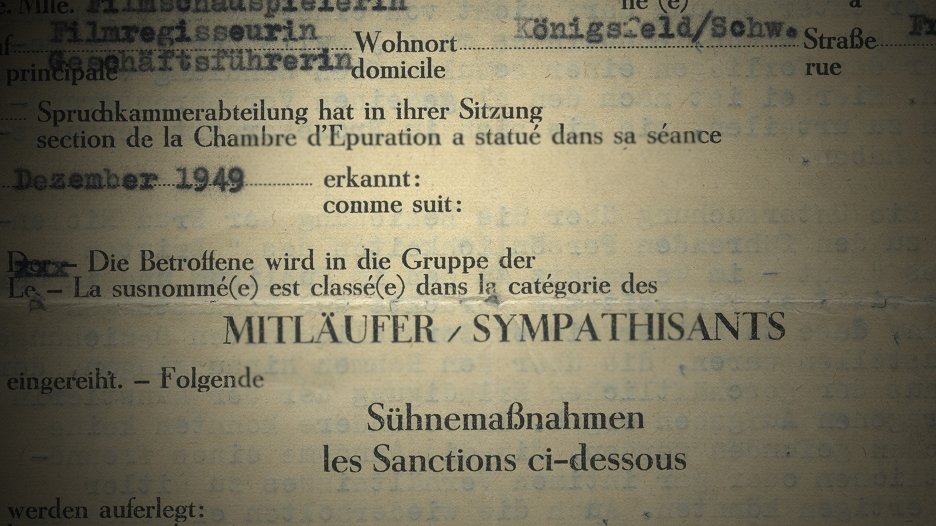 e. Mlle. Filmschauspielerin né (e) à
Filmregisseurin Wohnort Königsfeld/Schw. Straße
principale Geschäftsführerin domicile rue
Spruchkammerabteilung hat in ihrer Sitzung
section de la Chambre d'Epuration a statué dans sa séance
Dezember 1949 erkannt:
comme suit:
– Die Betroffene wird in die Gruppe der
Le – La susnommé(e) est classé(e) dans la catégorie des
MITLÄUFER / SYMPATHISANTS
eingereiht. – Folgende
Sühnemaßnahmen
les Sanctions ci-dessous
werden auferlegt: